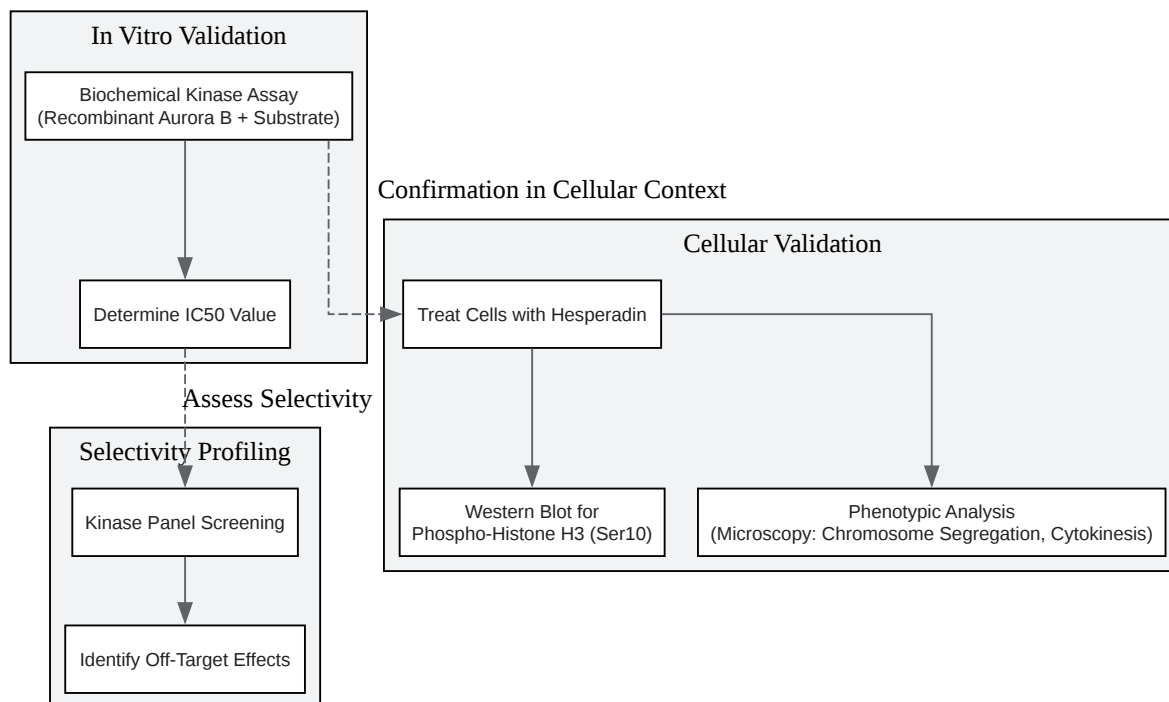 In Vitro Validation
Biochemical Kinase Assay
(Recombinant Aurora B + Substrate)
Confirmation in Cellular Context
Cellular Validation
Determine IC50 Value
Treat Cells with Hesperadin
Assess Selectivity
Selectivity Profiling
Kinase Panel Screening
Western Blot for
Phospho-Histone H3 (Ser10)
Phenotypic Analysis
(Microscopy: Chromosome Segregation, Cytokinesis)
Identify Off-Target Effects